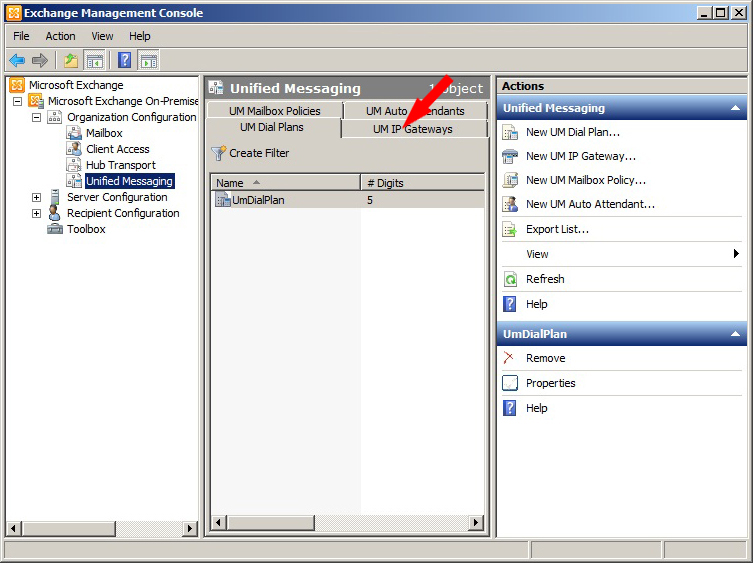 Exchange Management Console
File Action View Help
Microsoft Exchange
Microsoft Exchange On-Premise
Organization Configuration
Mailbox
Client Access
Hub Transport
Unified Messaging
Server Configuration
Recipient Configuration
Toolbox
Unified Messaging 1 object
UM Mailbox Policies UM Auto Attendants
UM Dial Plans UM IP Gateways
Create Filter
Name # Digits
UmDialPlan 5
Actions
Unified Messaging
New UM Dial Plan...
New UM IP Gateway...
New UM Mailbox Policy...
New UM Auto Attendant...
Export List...
View
Refresh
Help
UmDialPlan
Remove
Properties
Help